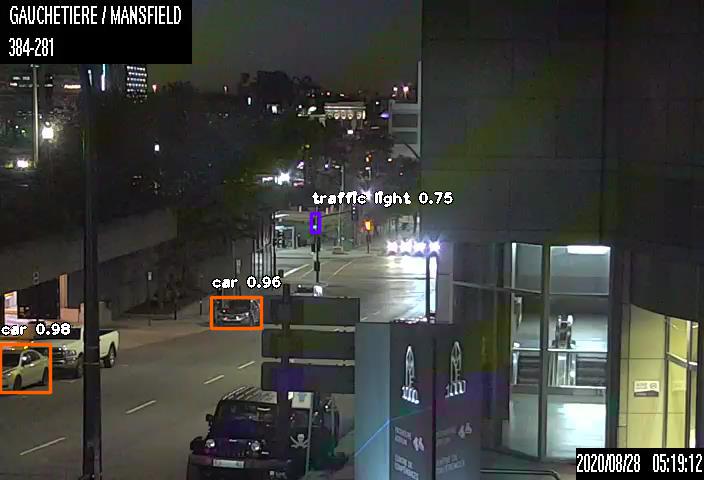 GAUCHETIERE / MANSFIELD
384-281
traffic light 0.75
car 0.96
car 0.98
2020/08/28 05:19:12